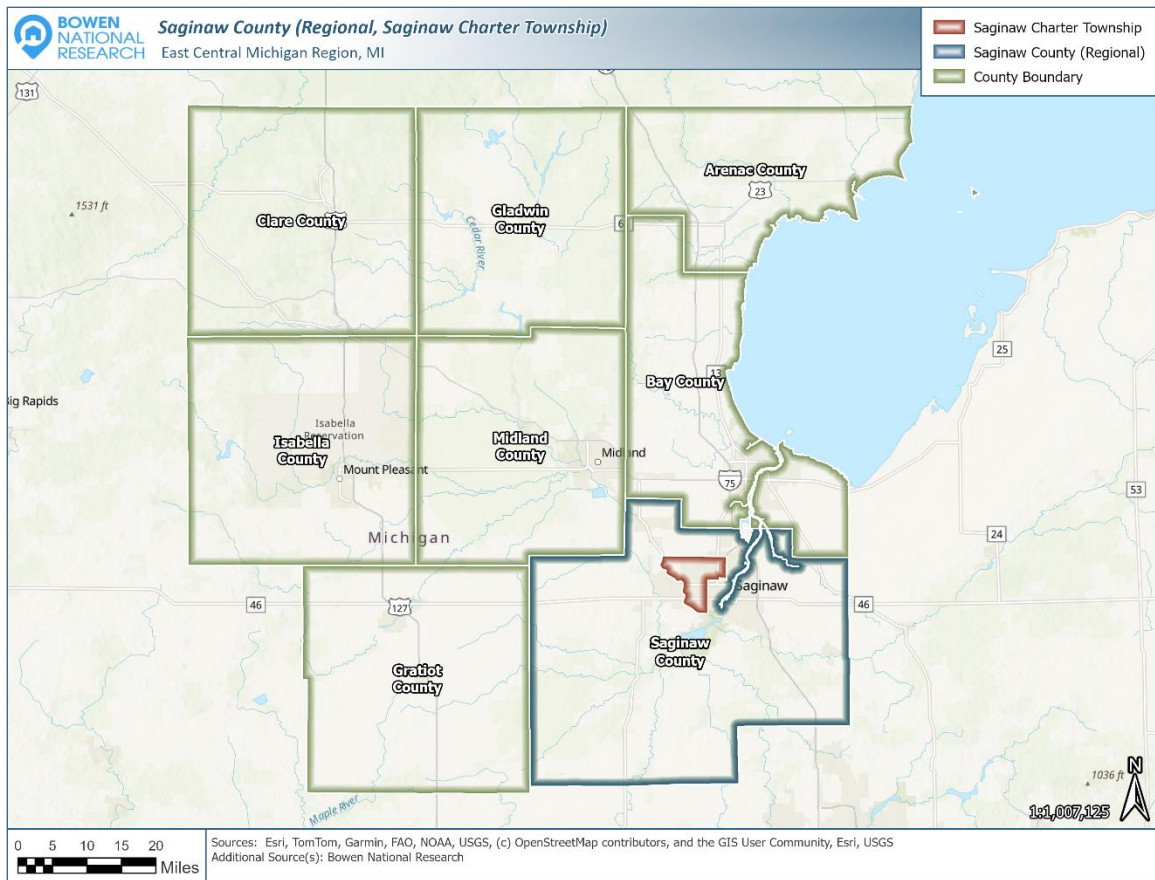 BOWEN
NATIONAL
RESEARCH
Saginaw County (Regional, Saginaw Charter Township)
East Central Michigan Region, MI
Saginaw Charter Township
Saginaw County (Regional)
County Boundary
131
Arenac County
23
1531 ft
Clare County
Gladwin
County
Cedar River
6
25
13
Bay County
Big Rapids
Isabella
Reservation
Isabella
County
Midland
County
Midland
Mount Pleasant
75
53
24
Michigan
Saginaw
46
127
46
Saginaw
County
Gratiot
County
Maple River
1036 ft
N
1:1,007,125
0 5 10 15 20
Miles
Sources: Esri, TomTom, Garmin, FAO, NOAA, USGS, (c) OpenStreetMap contributors, and the GIS User Community, Esri, USGS
Additional Source(s): Bowen National Research